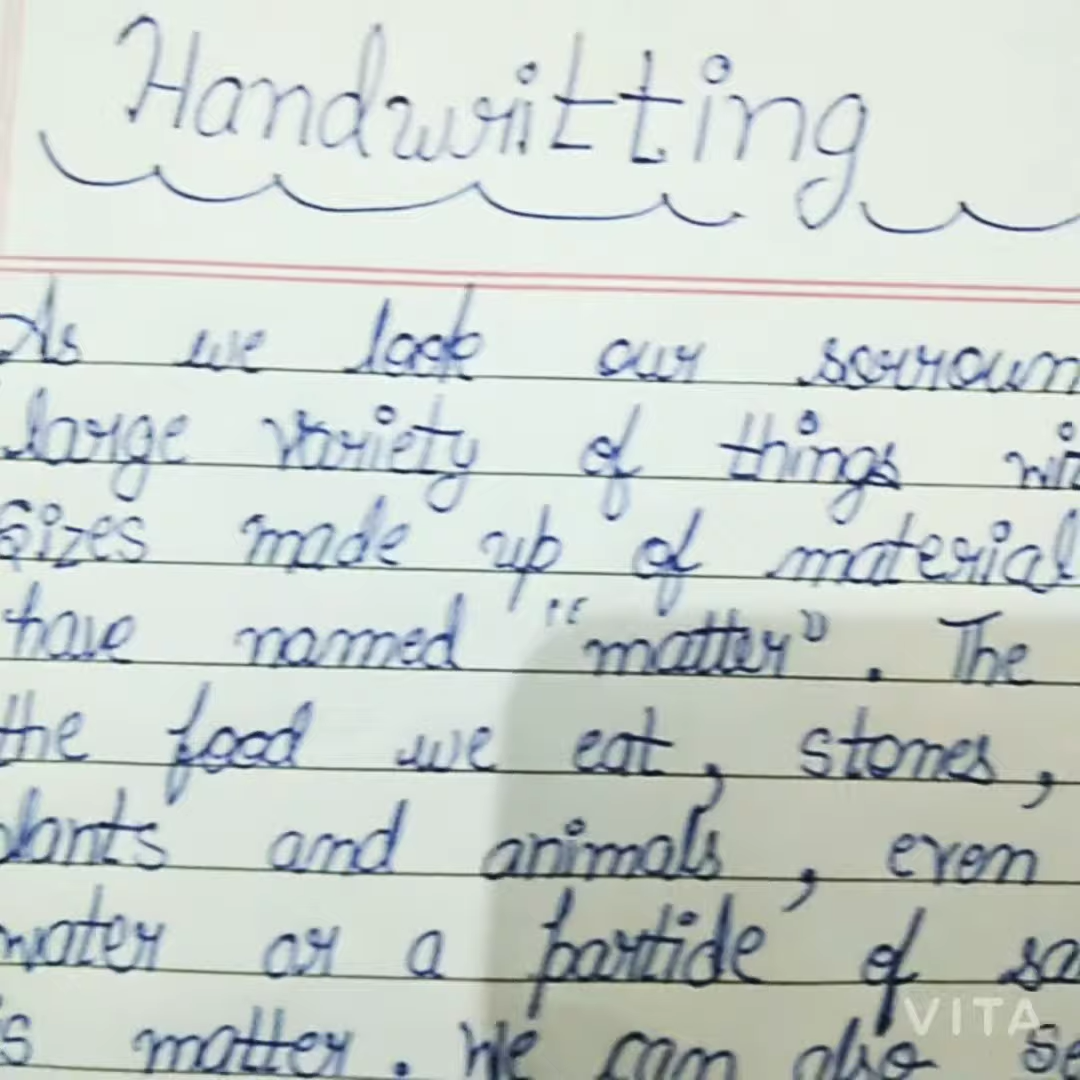 Handwritting
As we look our sorroun
large variety of things wit
Sizes made up of material
have named "matter". The
the food we eat, stones,
plants and animals, even
water or a particle of sa
is matter. We can also se
VITA